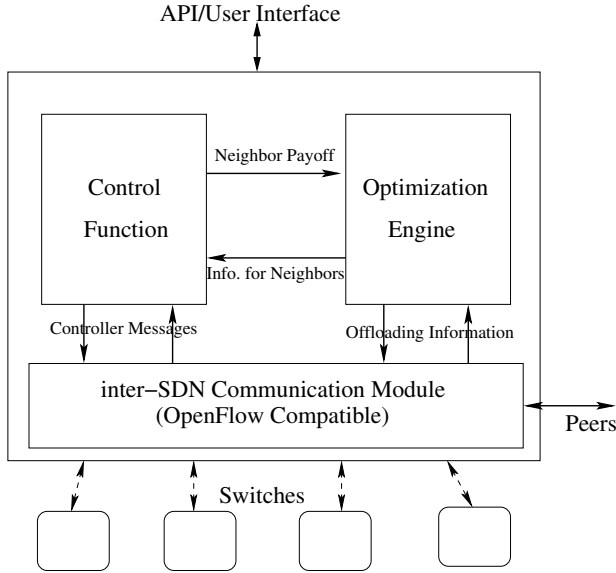 API/User Interface
Neighbor Payoff
Control
Function
Optimization
Engine
Info. for Neighbors
Controller Messages
Offloading Information
inter−SDN Communication Module
(OpenFlow Compatible)
Peers
Switches